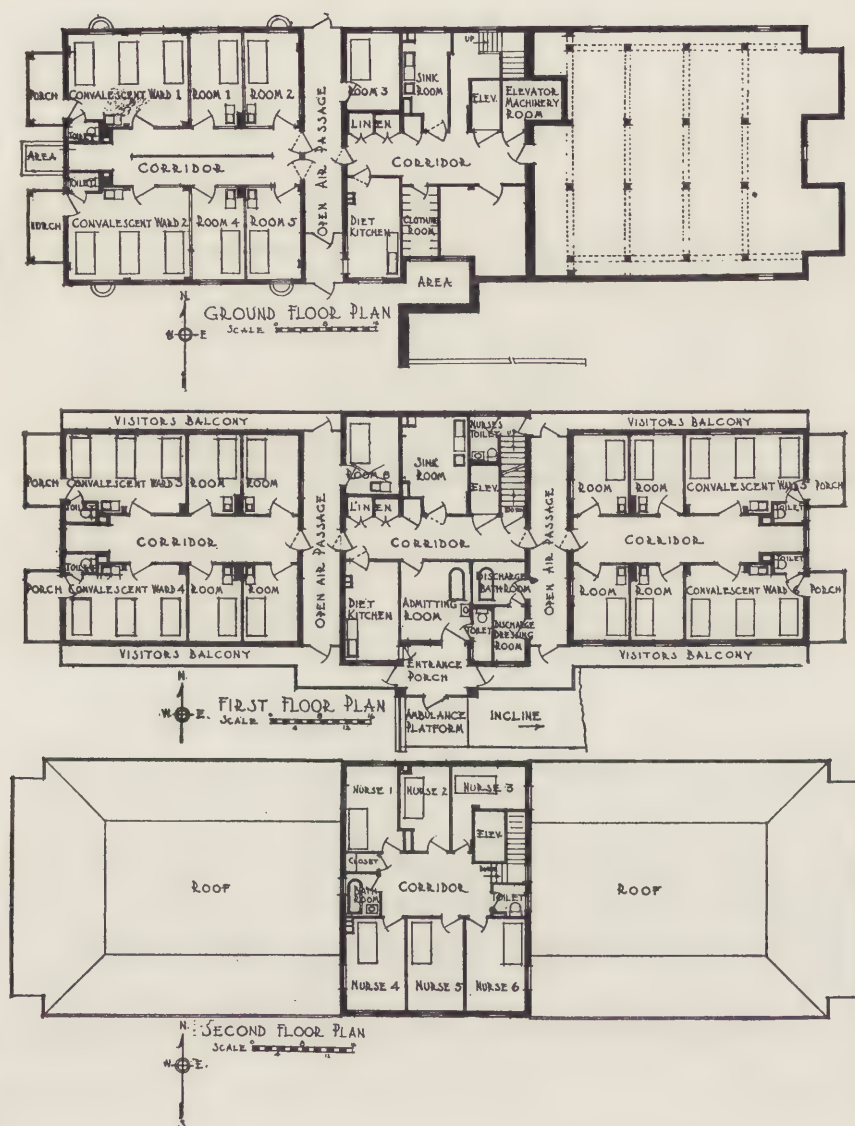 PORCH
CONVALESCENT WARD 1
ROOM 1
ROOM 2
TOILET
AREA
CORRIDOR
TOILET
PORCH
CONVALESCENT WARD 2
ROOM 4
ROOM 5
OPEN AIR PASSAGE
ROOM 3
LINEN
SINK
ROOM
UP
ELEV.
ELEVATOR
MACHINERY
ROOM
CORRIDOR
DIET
KITCHEN
ROOM
AREA
N.
W
E
GROUND FLOOR PLAN
SCALE
VISITORS BALCONY
PORCH
CONVALESCENT WARD 3
ROOM
ROOM
TOILET
CORRIDOR
TOILET
PORCH
CONVALESCENT WARD 4
ROOM
ROOM
VISITORS BALCONY
OPEN AIR PASSAGE
ROOM 8
LINEN
SINK
ROOM
NURSES
TOILET
UP
ELEV.
DOWN
CORRIDOR
DIET
KITCHEN
ADMITTING
ROOM
DISCHARGE
BATH ROOM
TOILET
DISCHARGE
DRESSING
ROOM
ENTRANCE
PORCH
AMBULANCE
PLATFORM
INCLINE
OPEN AIR PASSAGE
VISITORS BALCONY
ROOM
ROOM
CONVALESCENT WARD 5
PORCH
TOILET
CORRIDOR
TOILET
ROOM
ROOM
CONVALESCENT WARD 6
PORCH
VISITORS BALCONY
N.
W.
E.
FIRST FLOOR PLAN
SCALE
ROOF
NURSE 1
NURSE 2
NURSE 3
ELEV.
DOWN
CLOSET
BATH
ROOM
CORRIDOR
TOILET
NURSE 4
NURSE 5
NURSE 6
ROOF
N.
W.
E.
SECOND FLOOR PLAN
SCALE